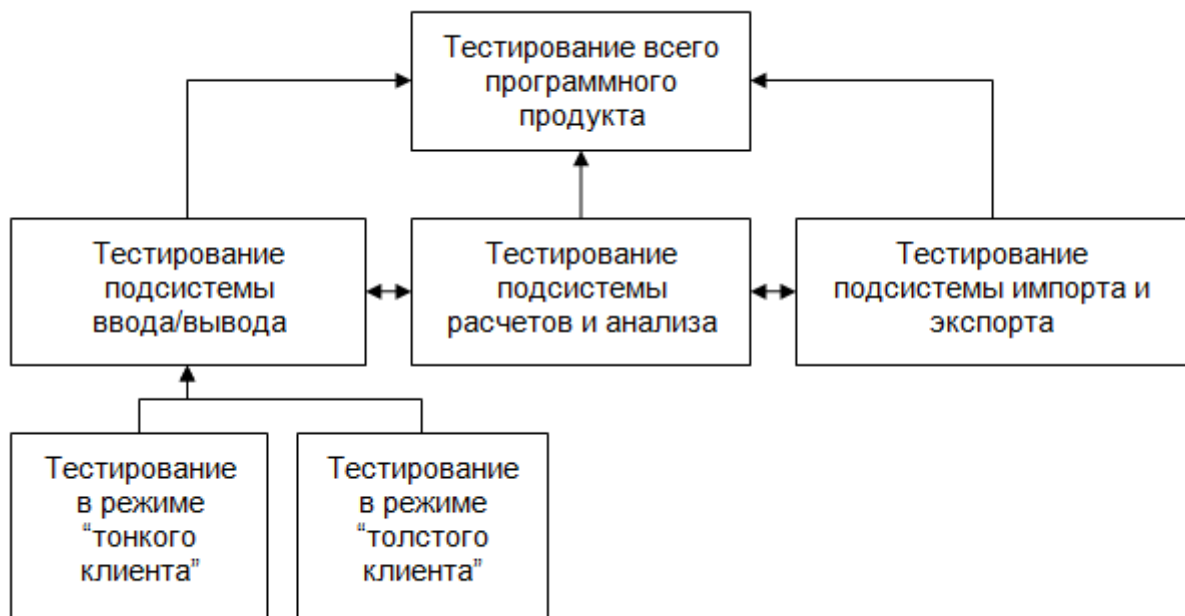 Тестирование всего
программного
продукта
Тестирование
подсистемы
ввода/вывода
Тестирование
подсистемы
расчетов и анализа
Тестирование
подсистемы импорта и
экспорта
Тестирование
в режиме
“тонкого
клиента”
Тестирование
в режиме
“толстого
клиента”